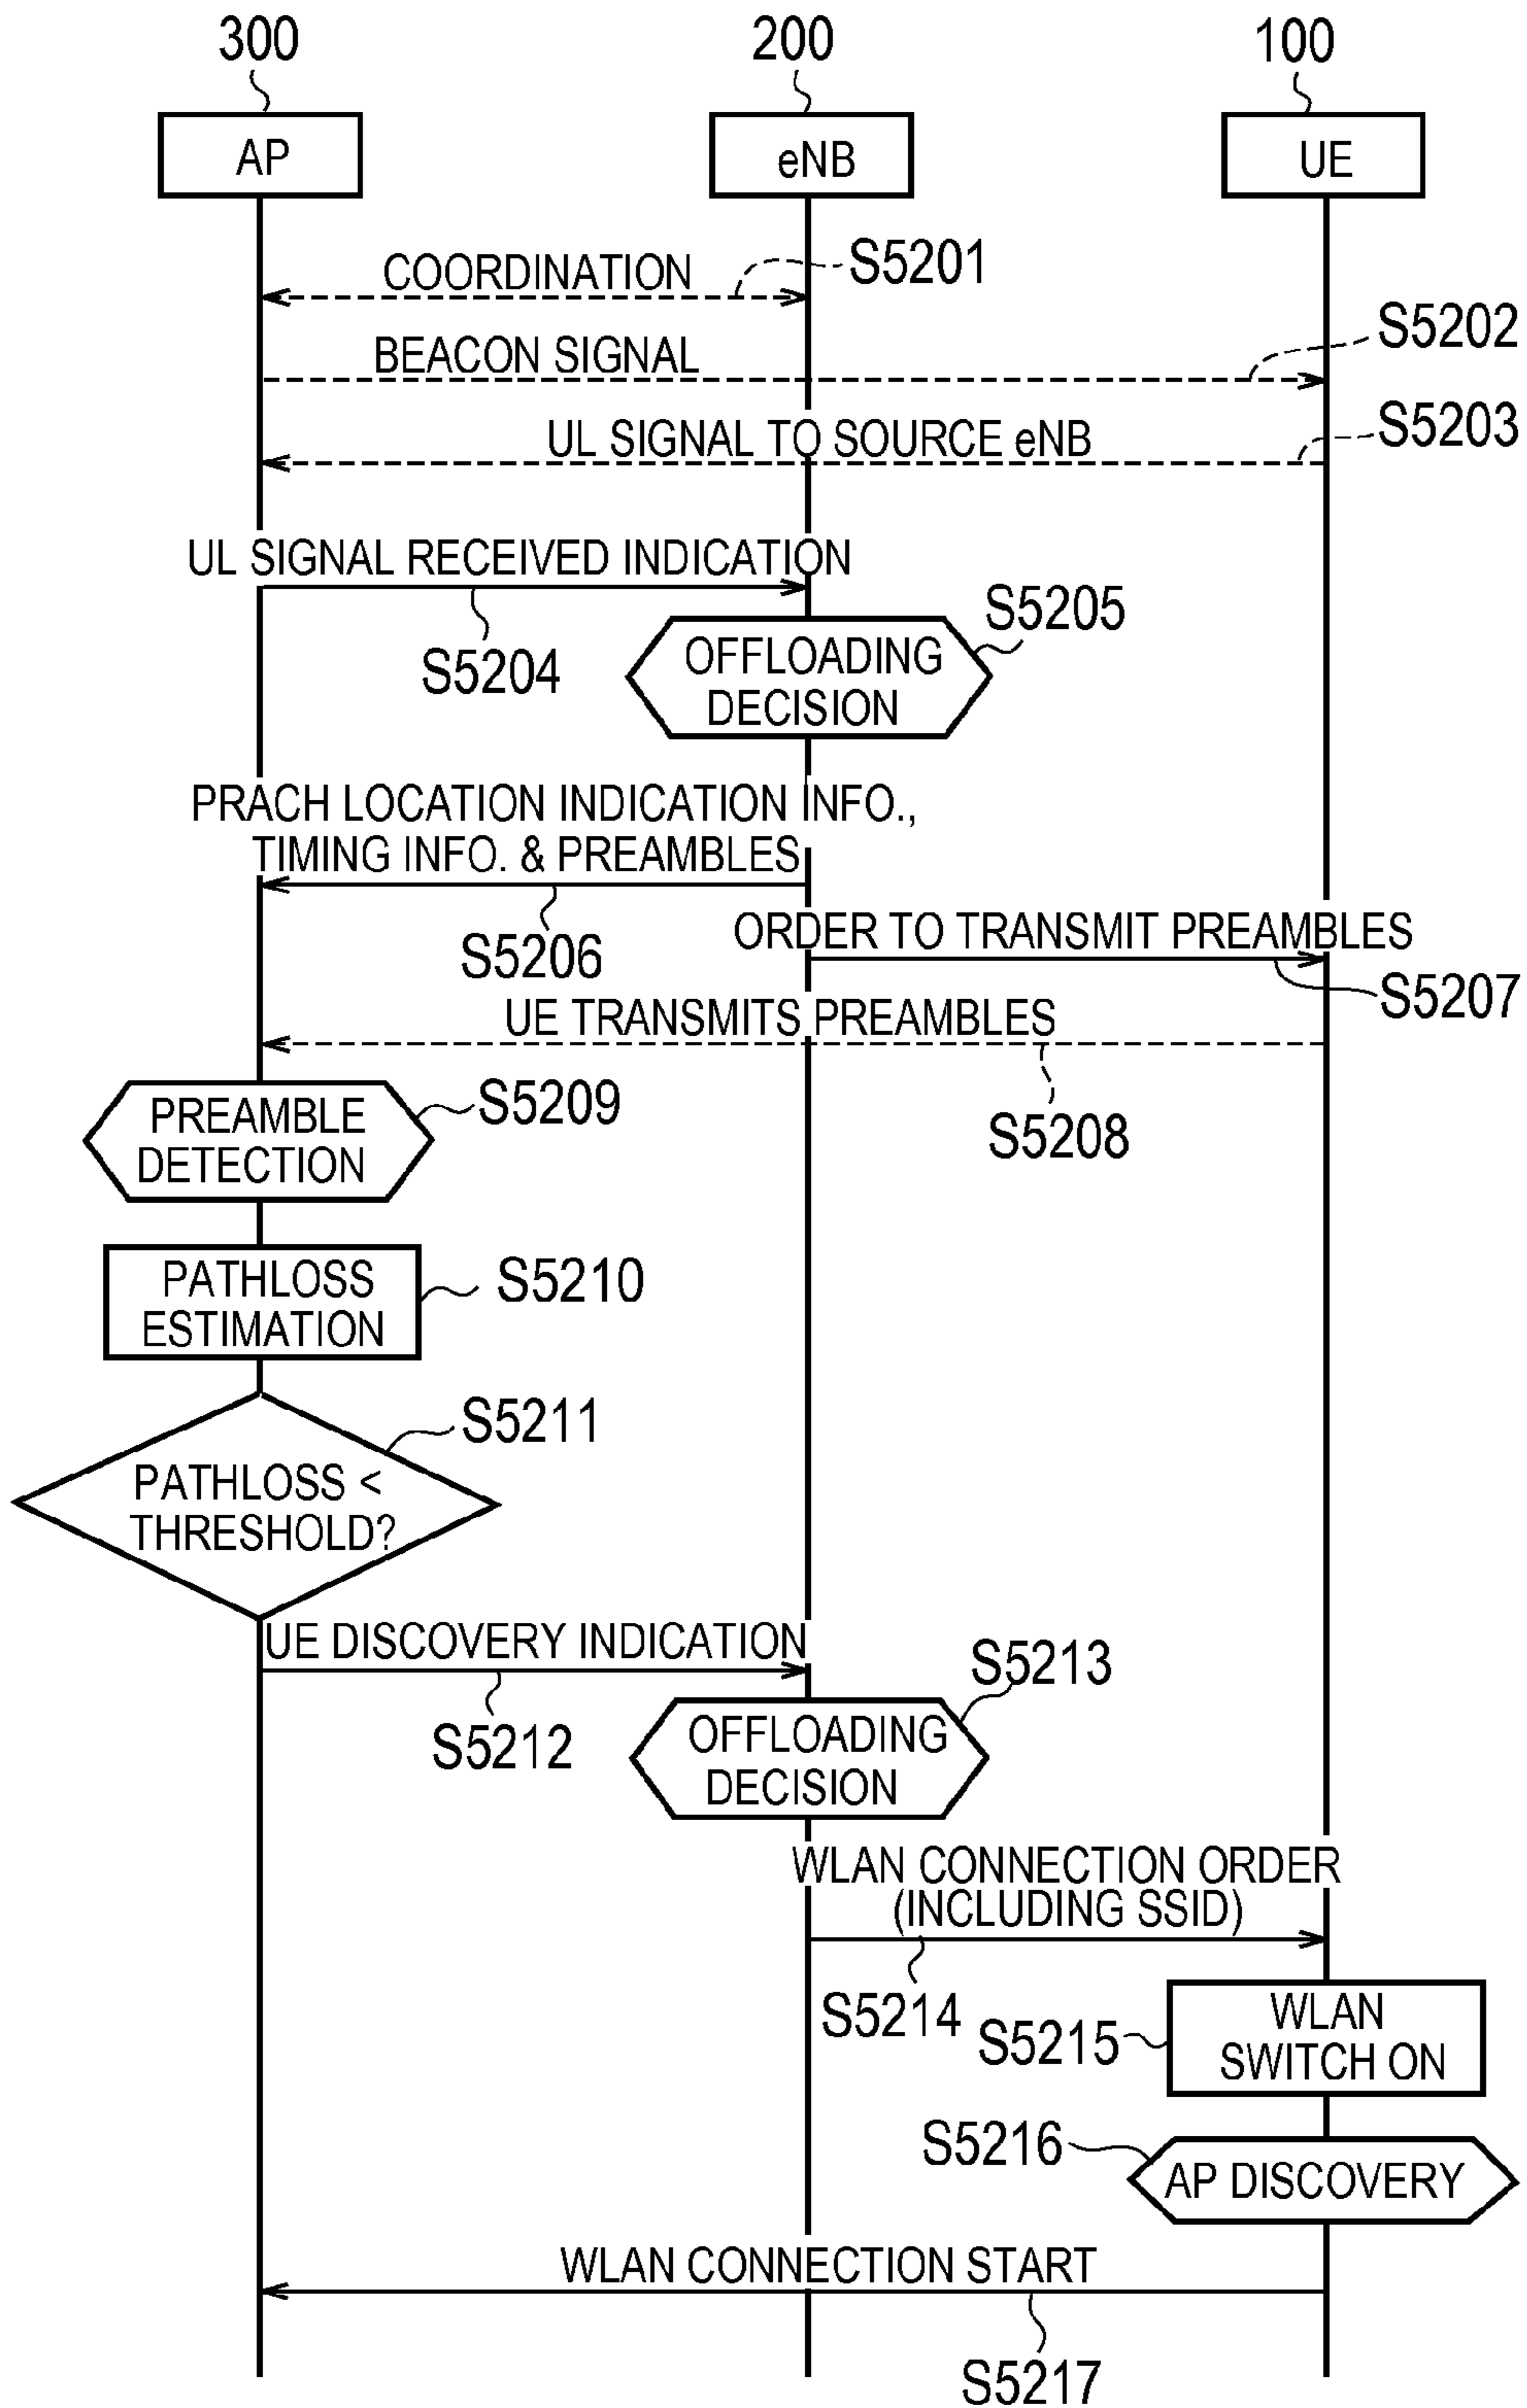 300
200
100
AP
eNB
UE
COORDINATION
S5201
BEACON SIGNAL
S5202
UL SIGNAL TO SOURCE eNB
S5203
UL SIGNAL RECEIVED INDICATION
S5204
S5205
OFFLOADING
DECISION
PRACH LOCATION INDICATION INFO.,
TIMING INFO. & PREAMBLES
S5206
ORDER TO TRANSMIT PREAMBLES
S5207
UE TRANSMITS PREAMBLES
S5208
PREAMBLE
DETECTION
S5209
PATHLOSS
ESTIMATION
S5210
S5211
PATHLOSS <
THRESHOLD?
UE DISCOVERY INDICATION
S5212
S5213
OFFLOADING
DECISION
WLAN CONNECTION ORDER
(INCLUDING SSID)
S5214
S5215
WLAN
SWITCH ON
S5216
AP DISCOVERY
WLAN CONNECTION START
S5217